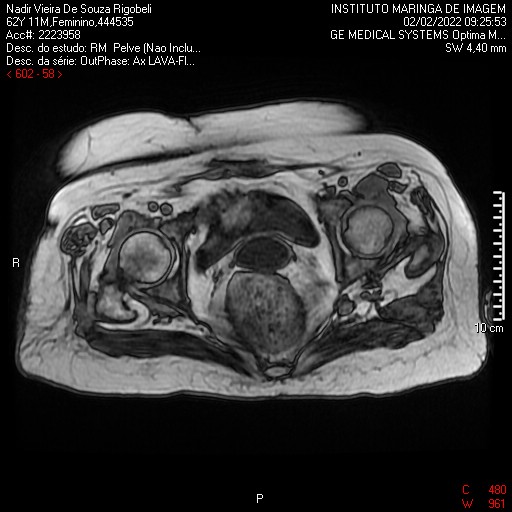 Nadir Vieira De Souza Rigobeli
62Y 11M,Feminino,444535
Acc#: 2223958
Desc. do estudo: RM Pelve (Nao Inclu...
Desc. da série: OutPhase: Ax LAVA-Fl...
< 602 - 58 >
INSTITUTO MARINGA DE IMAGEM
02/02/2022 09:25:53
GE MEDICAL SYSTEMS Optima M...
SW 4,40 mm
R
10 cm
P
C 480
W 961